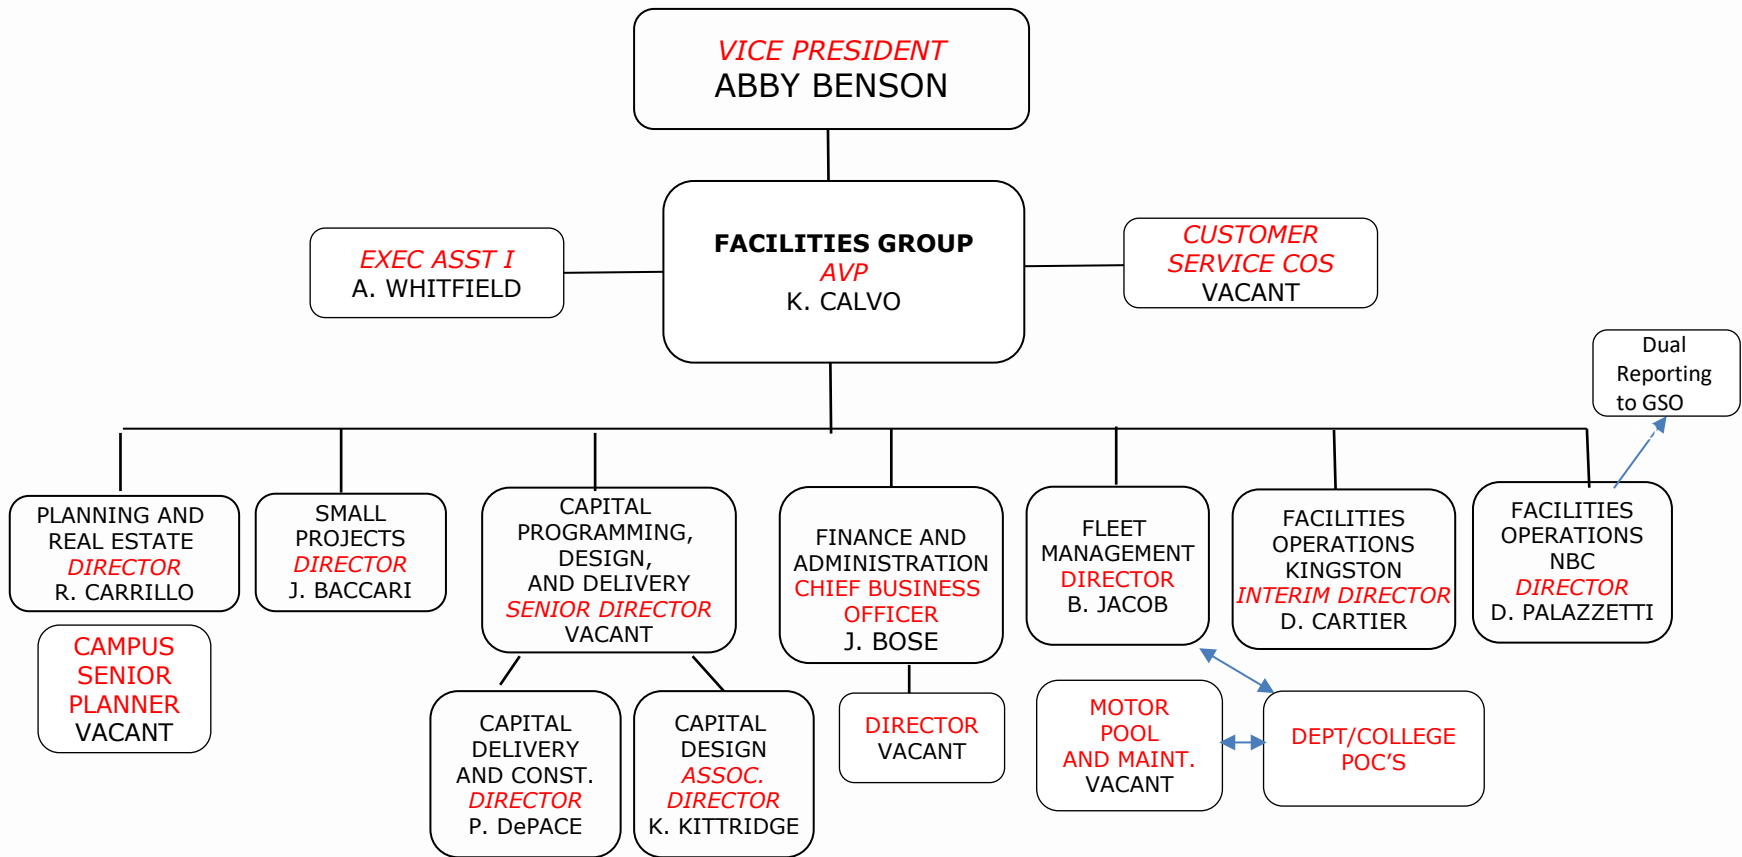 VICE PRESIDENT
ABBY BENSON
EXEC ASST I
A. WHITFIELD
FACILITIES GROUP
AVP
K. CALVO
CUSTOMER
SERVICE COS
VACANT
Dual
Reporting
to GSO
PLANNING AND
REAL ESTATE
DIRECTOR
R. CARRILLO
SMALL
PROJECTS
DIRECTOR
J. BACCARI
CAPITAL
PROGRAMMING,
DESIGN,
AND DELIVERY
SENIOR DIRECTOR
VACANT
FINANCE AND
ADMINISTRATION
CHIEF BUSINESS
OFFICER
J. BOSE
FLEET
MANAGEMENT
DIRECTOR
B. JACOB
FACILITIES
OPERATIONS
KINGSTON
INTERIM DIRECTOR
D. CARTIER
FACILITIES
OPERATIONS
NBC
DIRECTOR
D. PALAZZETTI
CAMPUS
SENIOR
PLANNER
VACANT
CAPITAL
DELIVERY
AND CONST.
DIRECTOR
P. DePACE
CAPITAL
DESIGN
ASSOC.
DIRECTOR
K. KITTRIDGE
DIRECTOR
VACANT
MOTOR
POOL
AND MAINT.
VACANT
DEPT/COLLEGE
POC'S